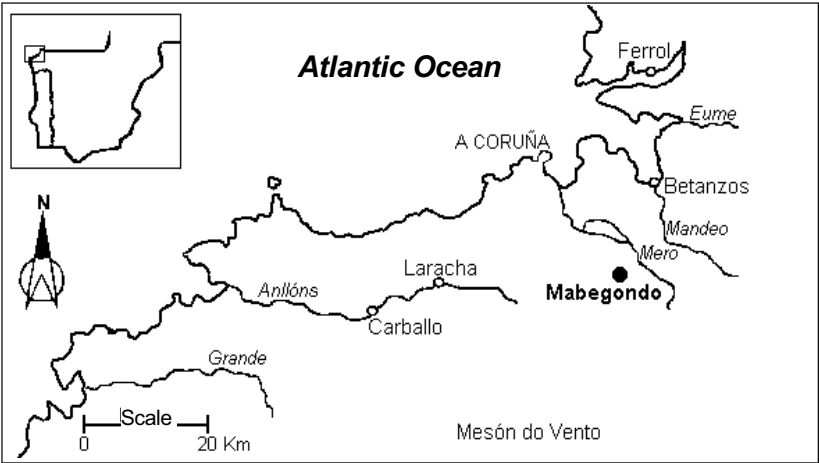 Ferrol
Atlantic Ocean
Eume
A CORUÑA
Betanzos
N
Mandeo
Mero
Laracha
Anllóns
Mabegondo
Carballo
Grande
Scale
0 20 Km
Mesón do Vento